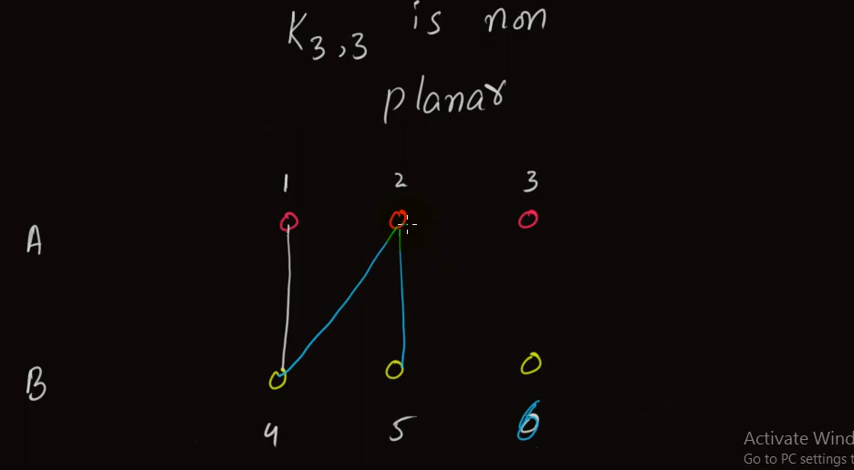 K3,3 is non
planar
1 2 3
A
B
4 5 6
Activate Wind
Go to PC settings t